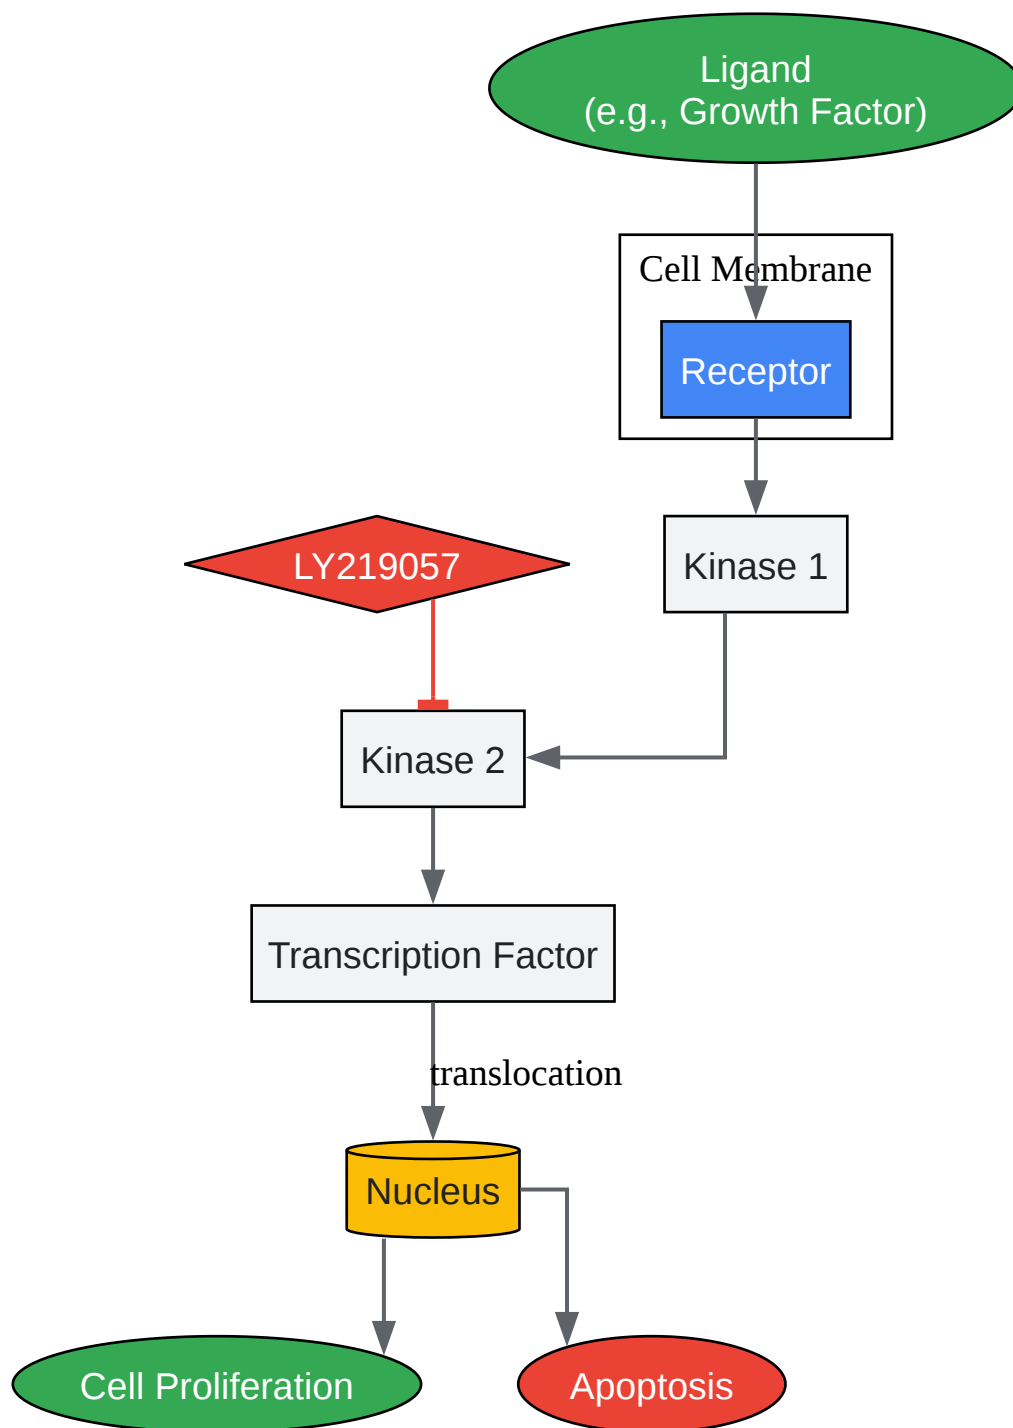 Ligand
(e.g., Growth Factor)
Cell Membrane
Receptor
LY219057
Kinase 1
Kinase 2
Transcription Factor
translocation
Nucleus
Cell Proliferation
Apoptosis